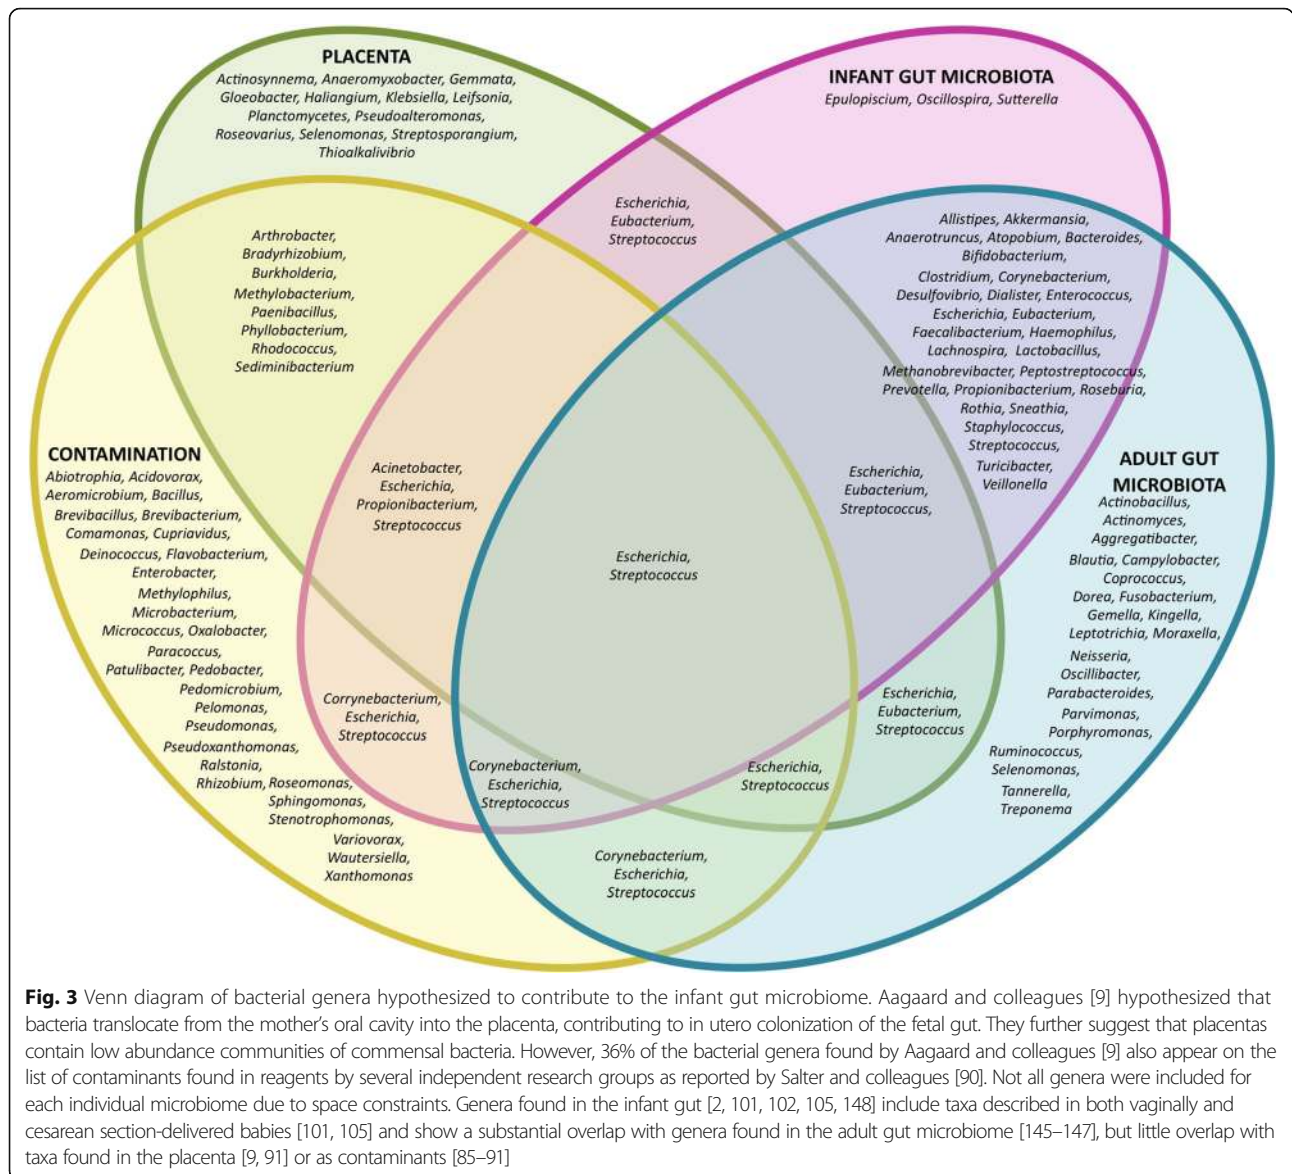 PLACENTA
Actinosynnema, Anaeromyxobacter, Gemmata,
Gloeobacter, Haliangium, Klebsiella, Leifsonia,
Planctomycetes, Pseudoalteromonas,
Roseovarius, Selenomonas, Streptosporangium,
Thioalkalivibrio
INFANT GUT MICROBIOTA
Epulopiscium, Oscillospira, Sutterella
Escherichia,
Eubacterium,
Streptococcus
Arthrobacter,
Bradyrhizobium,
Burkholderia,
Methylobacterium,
Paenibacillus,
Phyllobacterium,
Rhodococcus,
Sediminibacterium
Allistipes, Akkermansia,
Anaerotruncus, Atopobium, Bacteroides,
Bifidobacterium,
Clostridium, Corynebacterium,
Desulfovibrio, Dialister, Enterococcus,
Escherichia, Eubacterium,
Faecalibacterium, Haemophilus,
Lachnospira, Lactobacillus,
Methanobrevibacter, Peptostreptococcus,
Prevotella, Propionibacterium, Roseburia,
Rothia, Sneathia,
Staphylococcus,
Streptococcus,
Turicibacter,
Veillonella
CONTAMINATION
Abiotrophia, Acidovorax,
Aeromicrobium, Bacillus,
Brevibacillus, Brevibacterium,
Comamonas, Cupriavidus,
Deinococcus, Flavobacterium,
Enterobacter,
Methylophilus,
Microbacterium,
Micrococcus, Oxalobacter,
Paracoccus,
Patulibacter, Pedobacter,
Pedomicrobium,
Pelomonas,
Pseudomonas,
Pseudoxanthomonas,
Ralstonia,
Rhizobium, Roseomonas,
Sphingomonas,
Stenotrophomonas,
Variovorax,
Wautersiella,
Xanthomonas
Acinetobacter,
Escherichia,
Propionibacterium,
Streptococcus
Escherichia,
Eubacterium,
Streptococcus,
ADULT GUT
MICROBIOTA
Actinobacillus,
Actinomyces,
Aggregatibacter,
Blautia, Campylobacter,
Coprococcus,
Dorea, Fusobacterium,
Gemella, Kingella,
Leptotrichia, Moraxella,
Neisseria,
Oscillibacter,
Parabacteroides,
Parvimonas,
Porphyromonas,
Ruminococcus,
Selenomonas,
Tannerella,
Treponema
Escherichia,
Streptococcus
Corrynebacterium,
Escherichia,
Streptococcus
Escherichia,
Eubacterium,
Streptococcus
Corynebacterium,
Escherichia,
Streptococcus
Escherichia,
Streptococcus
Corynebacterium,
Escherichia,
Streptococcus
Fig. 3 Venn diagram of bacterial genera hypothesized to contribute to the infant gut microbiome. Aagaard and colleagues [9] hypothesized that
bacteria translocate from the mother's oral cavity into the placenta, contributing to in utero colonization of the fetal gut. They further suggest that placentas
contain low abundance communities of commensal bacteria. However, 36% of the bacterial genera found by Aagaard and colleagues [9] also appear on the
list of contaminants found in reagents by several independent research groups as reported by Salter and colleagues [90]. Not all genera were included for
each individual microbiome due to space constraints. Genera found in the infant gut [2, 101, 102, 105, 148] include taxa described in both vaginally and
cesarean section-delivered babies [101, 105] and show a substantial overlap with genera found in the adult gut microbiome [145–147], but little overlap with
taxa found in the placenta [9, 91] or as contaminants [85–91]